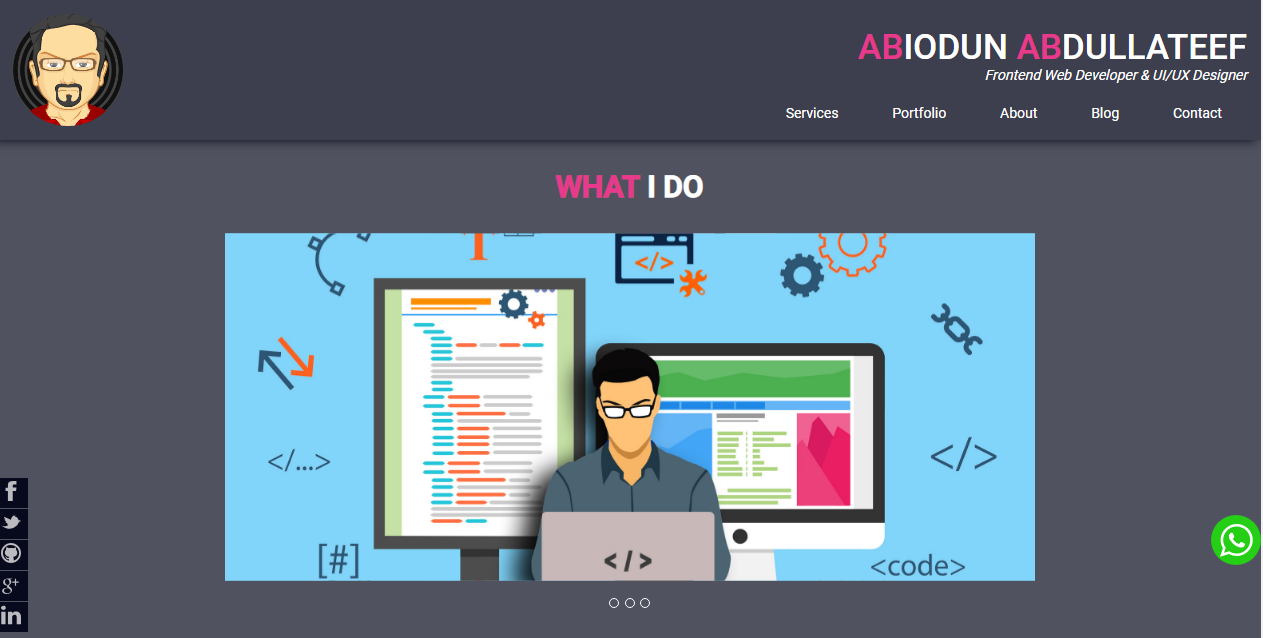 ABIODUN ABDULLATEEF
Frontend Web Developer & UI/UX Designer
Services Portfolio About Blog Contact
WHAT I DO
T
</>
</...>
</>
[#]
</>
<code>
f
g+
in